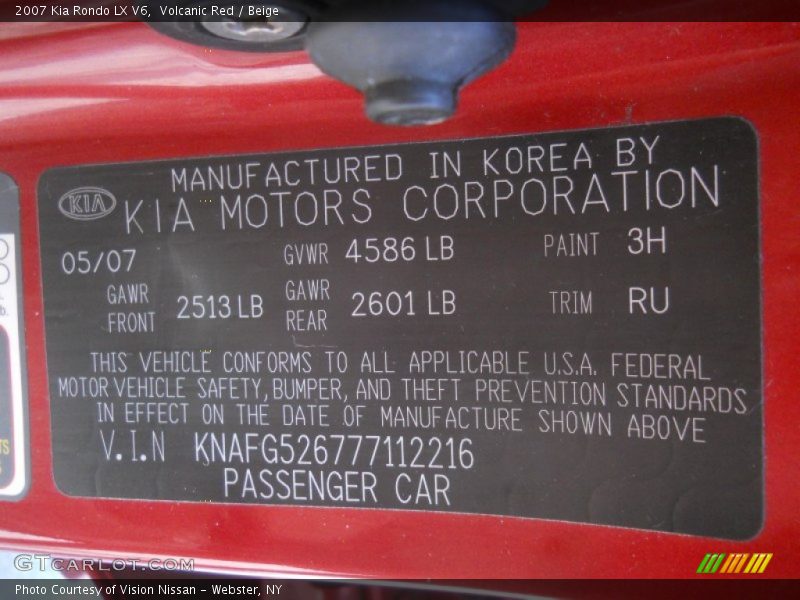 2007 Kia Rondo LX V6, Volcanic Red / Beige
MANUFACTURED IN KOREA BY
KIA KIA MOTORS CORPORATION
05/07 GVWR 4586 LB PAINT 3H
GAWR FRONT 2513 LB GAWR REAR 2601 LB TRIM RU
THIS VEHICLE CONFORMS TO ALL APPLICABLE U.S.A. FEDERAL
MOTOR VEHICLE SAFETY, BUMPER, AND THEFT PREVENTION STANDARDS
IN EFFECT ON THE DATE OF MANUFACTURE SHOWN ABOVE
V.I.N KNAFG526777112216
PASSENGER CAR
GTCARLOT.COM
Photo Courtesy of Vision Nissan - Webster, NY